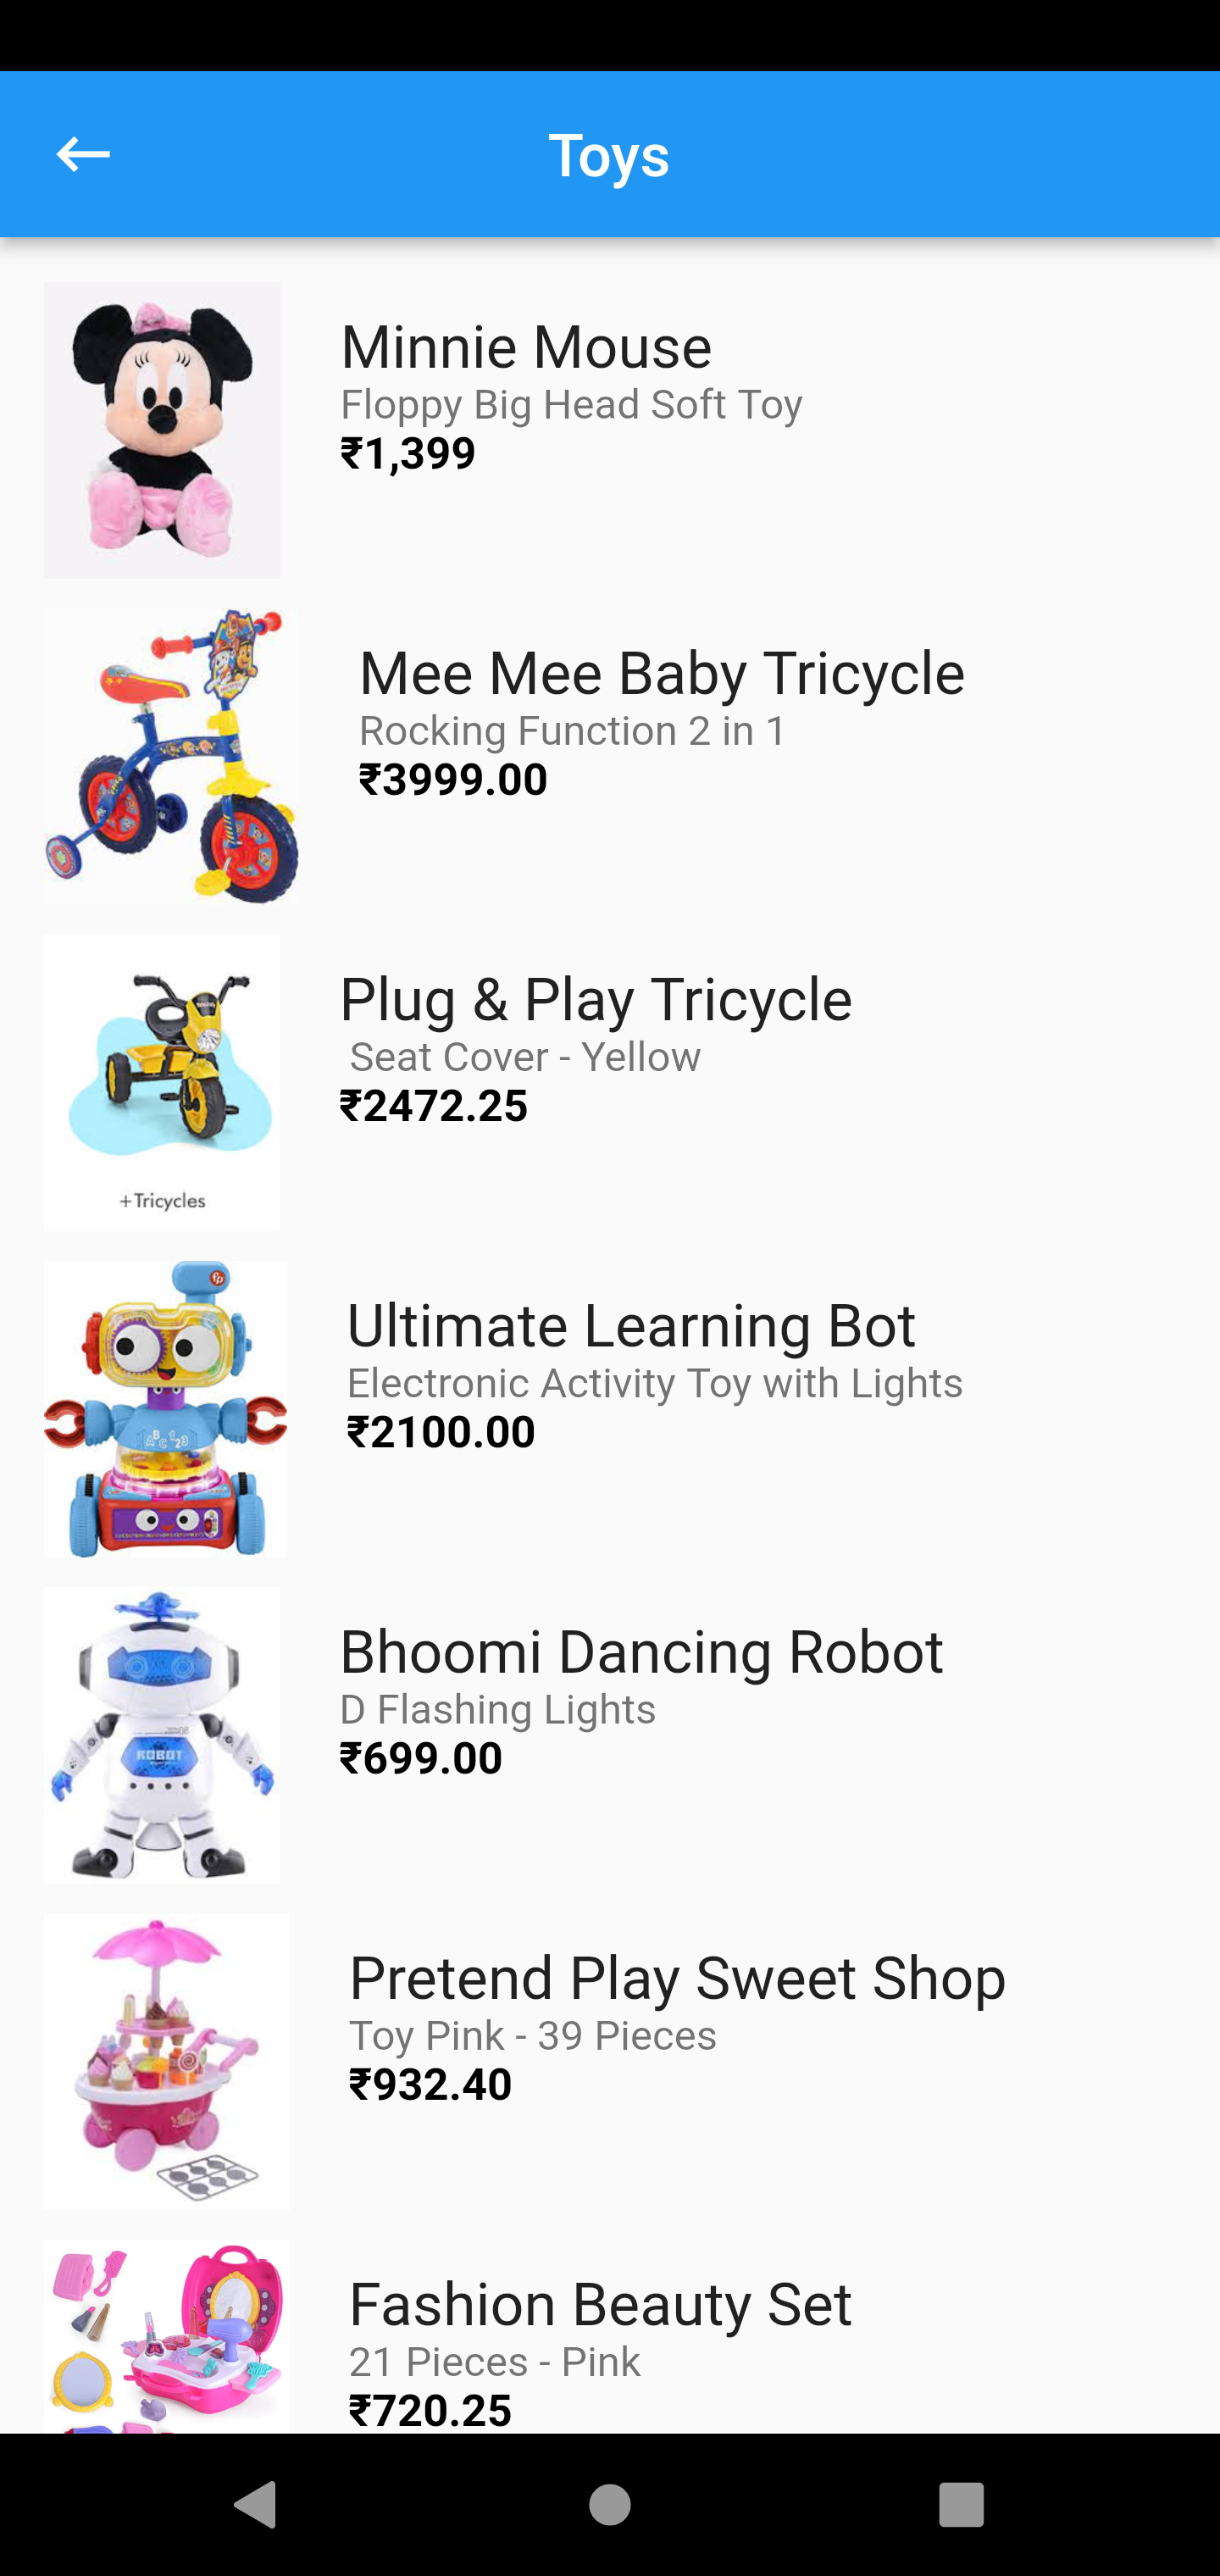 Toys
Minnie Mouse
Floppy Big Head Soft Toy
₹1,399
Mee Mee Baby Tricycle
Rocking Function 2 in 1
₹3999.00
Plug & Play Tricycle
Seat Cover - Yellow
₹2472.25
+Tricycles
Ultimate Learning Bot
Electronic Activity Toy with Lights
₹2100.00
fp
ABC 123
Bhoomi Dancing Robot
D Flashing Lights
₹699.00
ROBOT
Pretend Play Sweet Shop
Toy Pink - 39 Pieces
₹932.40
Fashion Beauty Set
21 Pieces - Pink
₹720.25